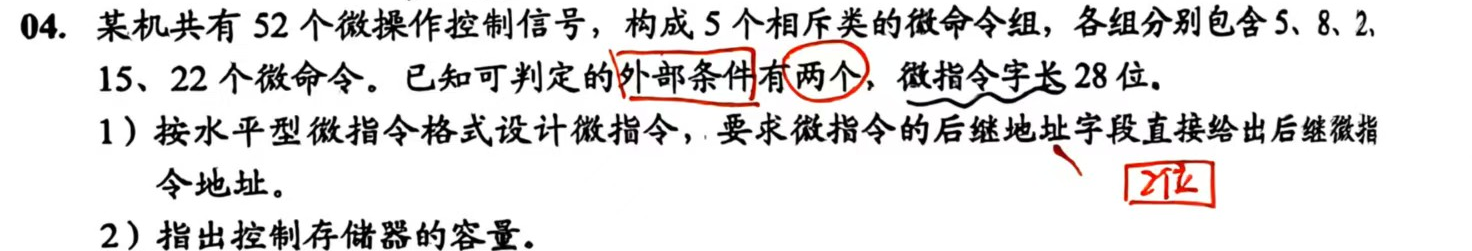 04. 某机共有 52 个微操作控制信号，构成 5 个相斥类的微命令组，各组分别包含 5、8、2、
15、22 个微命令。已知可判定的外部条件有两个，微指令字长 28 位。
1）按水平型微指令格式设计微指令，要求微指令的后继地址字段直接给出后继微指
令地址。
2位
2）指出控制存储器的容量。